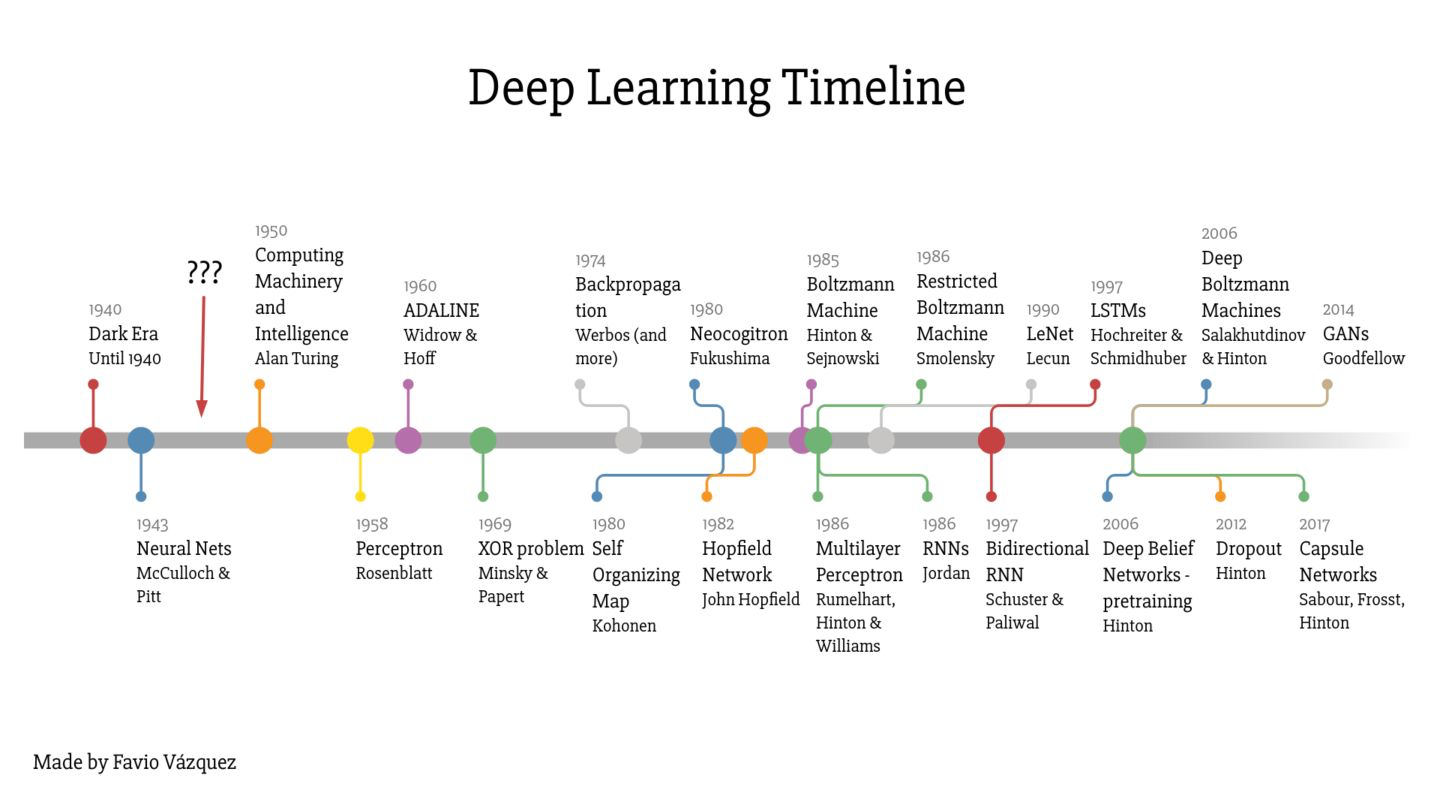 Deep Learning Timeline
???
1940
Dark Era
Until 1940
1950
Computing
Machinery
and
Intelligence
Alan Turing
1960
ADALINE
Widrow &
Hoff
1974
Backpropaga
tion
Werbos (and
more)
1980
Neocogitron
Fukushima
1985
Boltzmann
Machine
Hinton &
Sejnowski
1986
Restricted
Boltzmann
Machine
Smolensky
1990
LeNet
Lecun
1997
LSTMs
Hochreiter &
Schmidhuber
2006
Deep
Boltzmann
Machines
Salakhutdinov
& Hinton
2014
GANs
Goodfellow
1943
Neural Nets
McCulloch &
Pitt
1958
Perceptron
Rosenblatt
1969
XOR problem
Minsky &
Papert
1980
Self
Organizing
Map
Kohonen
1982
Hopfield
Network
John Hopfield
1986
Multilayer
Perceptron
Rumelhart,
Hinton &
Williams
1986
RNNs
Jordan
1997
Bidirectional
RNN
Schuster &
Paliwal
2006
Deep Belief
Networks -
pretraining
Hinton
2012
Dropout
Hinton
2017
Capsule
Networks
Sabour, Frosst,
Hinton
Made by Favio Vázquez